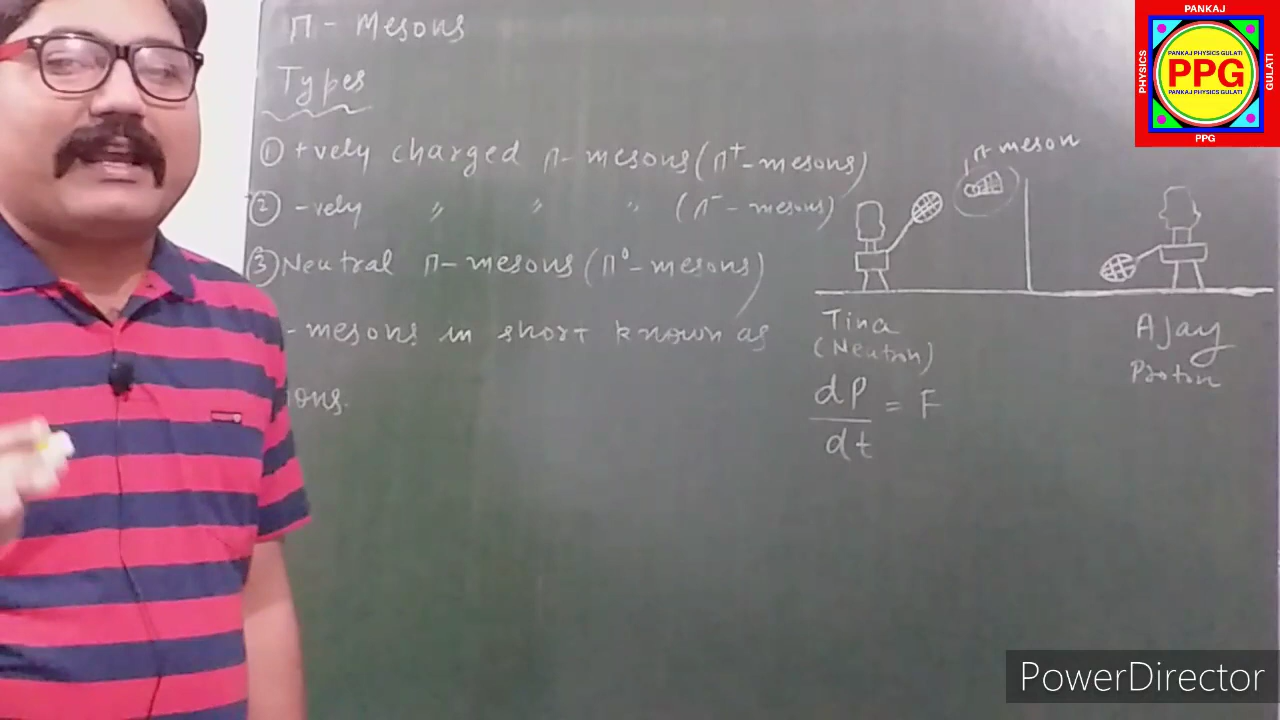 π - Mesons
Types
① +vely charged π- mesons (π⁺- mesons)
② -vely " " " (π⁻- mesons)
③ Neutral π- mesons (π⁰- mesons)
- mesons in short known as
ions.
π-meson
Tina
(Neutron)
Ajay
Proton
dP
dt
= F
PANKAJ
PHYSICS
GULATI
PANKAJ PHYSICS GULATI
PPG
PANKAJ PHYSICS GULATI
PPG
PowerDirector